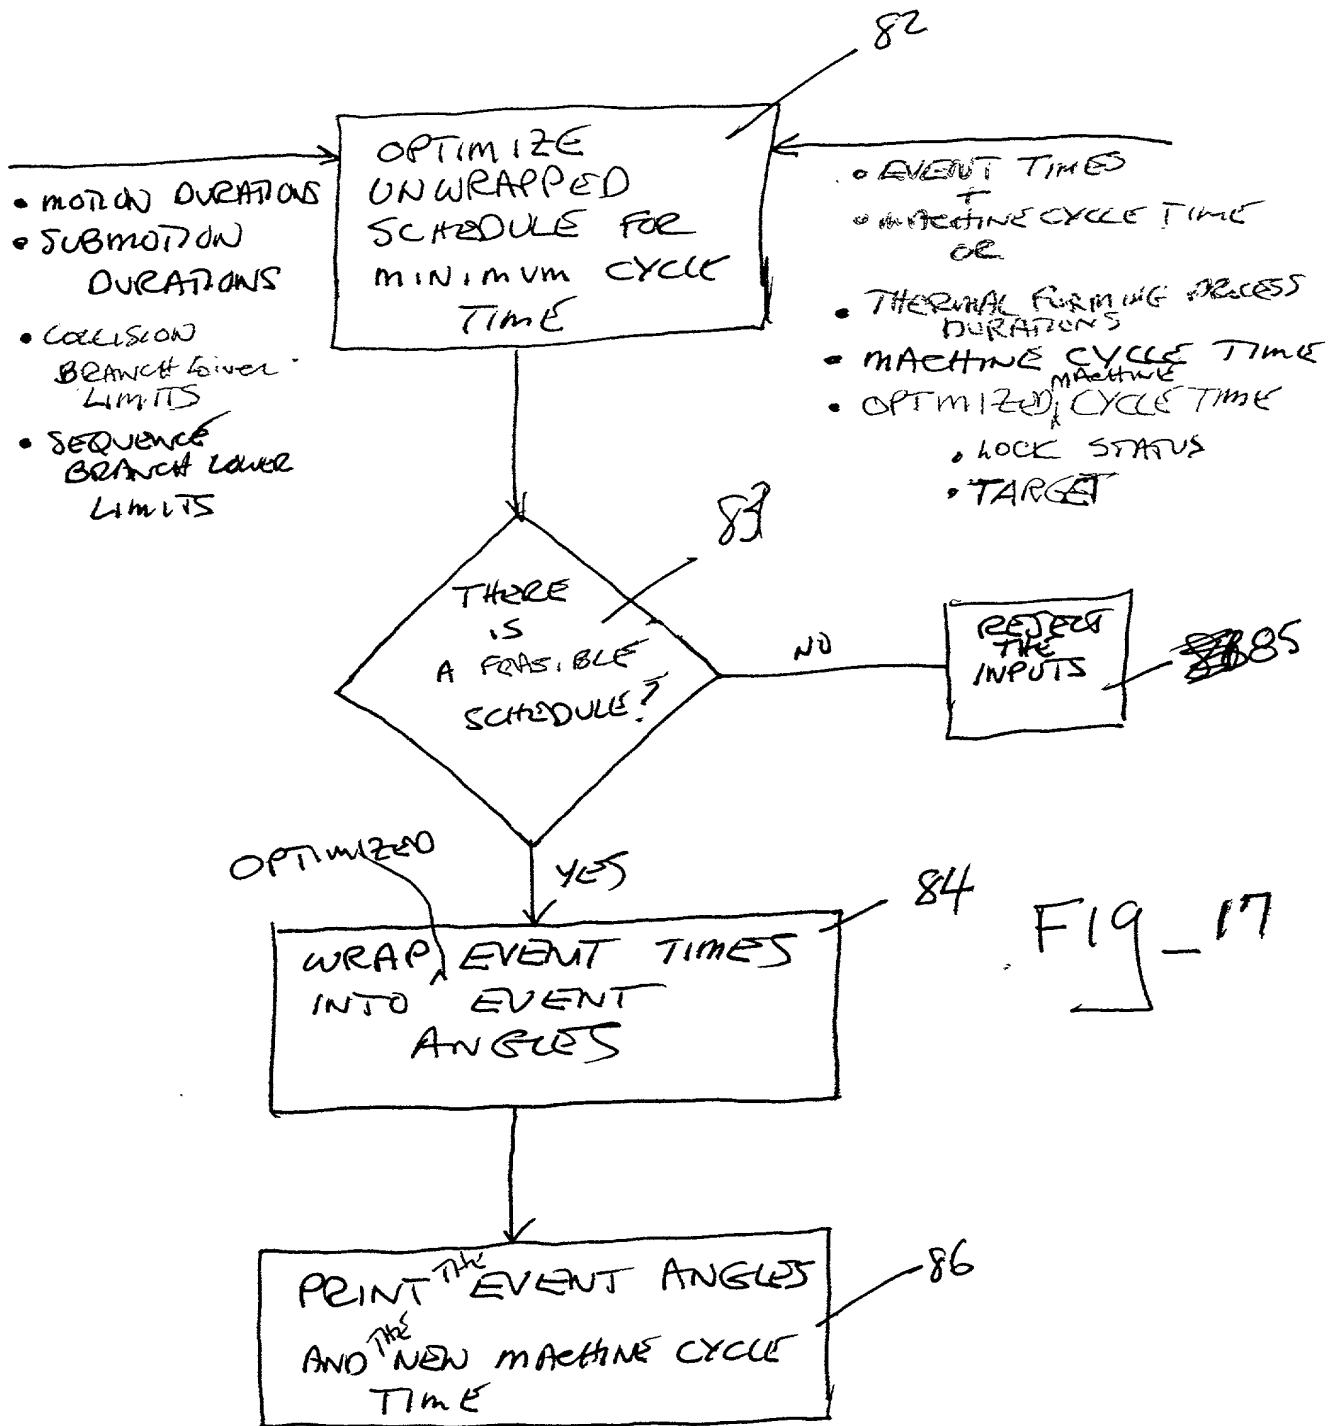 82
OPTIMIZE
UNWRAPPED
SCHEDULE FOR
MINIMUM CYCLE
TIME
• MOTION DURATIONS
• SUBMOTION
DURATIONS
• COLLISION
BRANCH LOWER
LIMITS
• SEQUENCE
BRANCH LOWER
LIMITS
• EVENT TIMES
+
• MACHINE CYCLE TIME
OR
• THERMAL FORMING PROCESS
DURATIONS
• MACHINE CYCLE TIME
• OPTIMIZED MACHINE CYCLE TIME
• LOCK STATUS
• TARGET
83
THERE
IS
A FEASIBLE
SCHEDULE?
NO
REJECT
THE
INPUTS
85
YES
84
WRAP OPTIMIZED EVENT TIMES
INTO EVENT
ANGLES
FIG_17
86
PRINT THE EVENT ANGLES
AND THE NEW MACHINE CYCLE
TIME